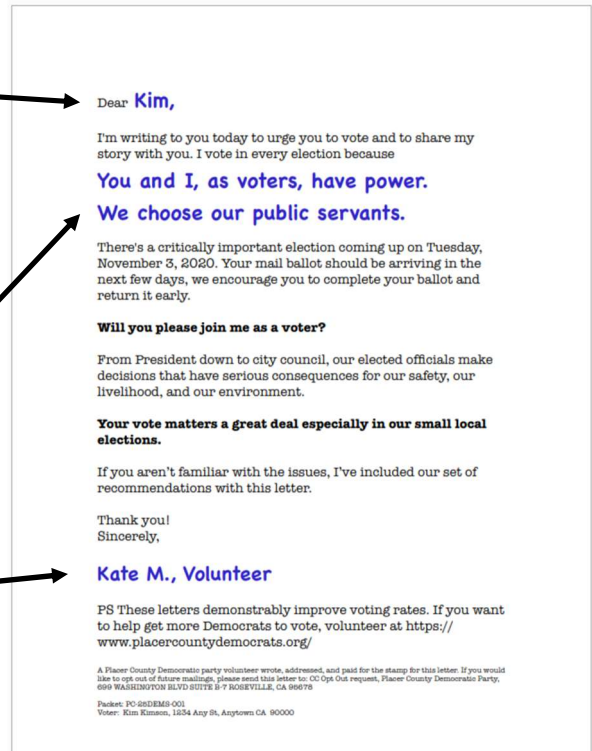 Dear Kim,
I'm writing to you today to urge you to vote and to share my
story with you. I vote in every election because
You and I, as voters, have power.
We choose our public servants.
There's a critically important election coming up on Tuesday,
November 3, 2020. Your mail ballot should be arriving in the
next few days, we encourage you to complete your ballot and
return it early.
Will you please join me as a voter?
From President down to city council, our elected officials make
decisions that have serious consequences for our safety, our
livelihood, and our environment.
Your vote matters a great deal especially in our small local
elections.
If you aren't familiar with the issues, I've included our set of
recommendations with this letter.
Thank you!
Sincerely,
Kate M., Volunteer
PS These letters demonstrably improve voting rates. If you want
to help get more Democrats to vote, volunteer at https://
www.placercountydemocrats.org/
A Placer County Democratic party volunteer wrote, addressed, and paid for the stamp for this letter. If you would
like to opt out of future mailings, please send this letter to: CC Opt Out request, Placer County Democratic Party,
699 WASHINGTON BLVD SUITE B-7 ROSEVILLE, CA 95678
Packet: PC-25DEMS-001
Voter: Kim Kimson, 1234 Any St, Anytown CA 90000